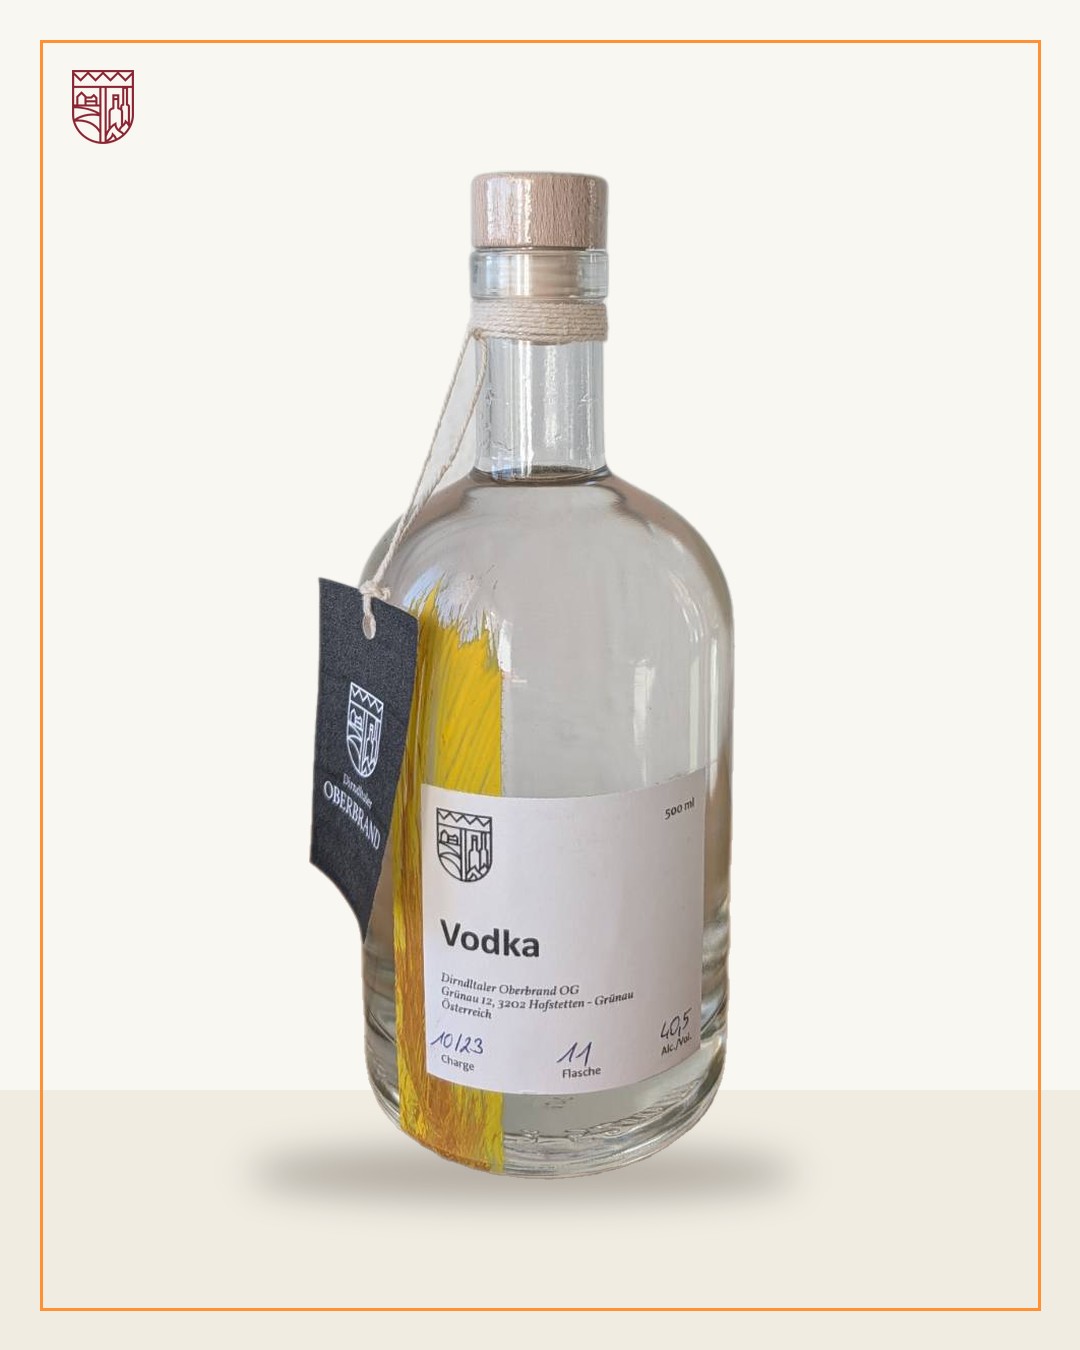 Dirndltaler
OBERBRAND
500 ml
Vodka
Dirndltaler Oberbrand OG
Grünau 12, 3202 Hofstetten - Grünau
Österreich
10/23
Charge
11
Flasche
40,5
Alc./Vol.